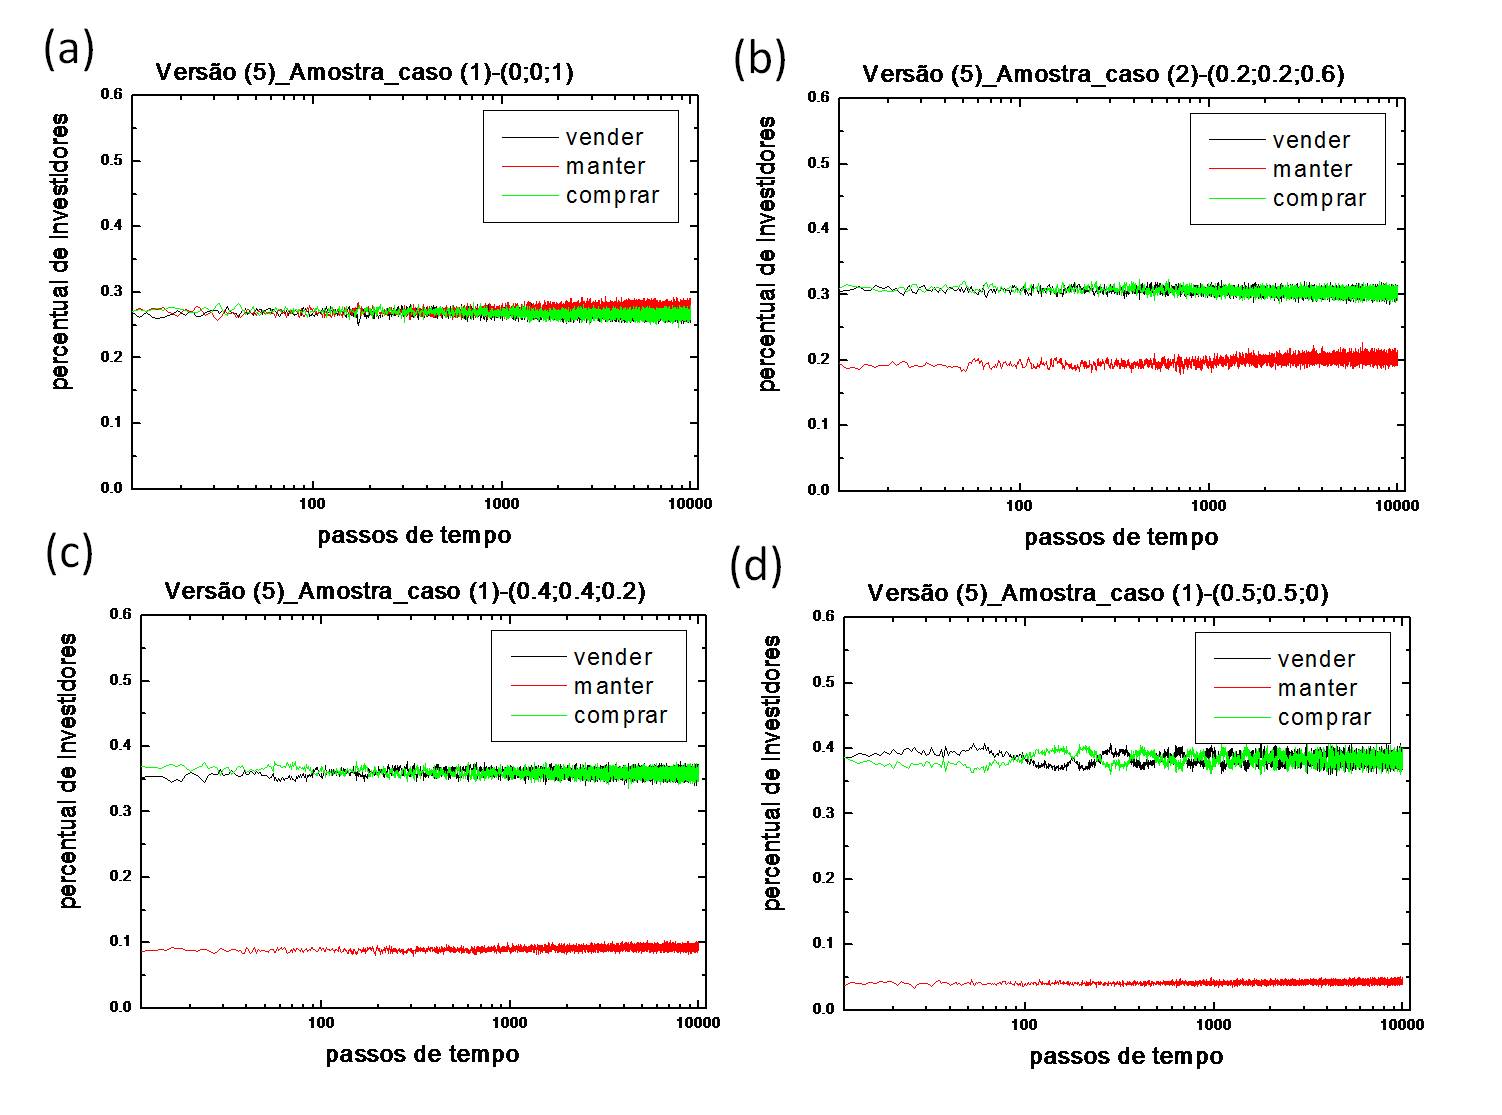 (a)
Versão (5)_Amostra_caso (1)-(0;0;1)
0.6
0.5
0.4
0.3
0.2
0.1
0.0
percentual de Investidores
vender
manter
comprar
100
1000
10000
passos de tempo
(b)
Versão (5)_Amostra_caso (2)-(0.2;0.2;0.6)
0.6
0.5
0.4
0.3
0.2
0.1
0.0
percentual de Investidores
vender
manter
comprar
100
1000
10000
passos de tempo
(c)
Versão (5)_Amostra_caso (1)-(0.4;0.4;0.2)
0.6
0.5
0.4
0.3
0.2
0.1
0.0
percentual de Investidores
vender
manter
comprar
100
1000
10000
passos de tempo
(d)
Versão (5)_Amostra_caso (1)-(0.5;0.5;0)
0.6
0.5
0.4
0.3
0.2
0.1
0.0
percentual de Investidores
vender
manter
comprar
100
1000
10000
passos de tempo